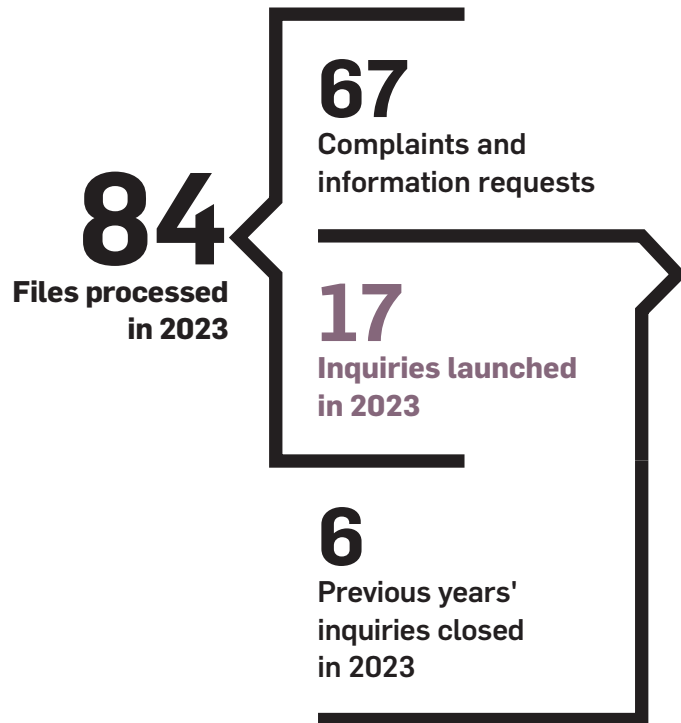 84
Files processed
in 2023
67
Complaints and
information requests
17
Inquiries launched
in 2023
6
Previous years'
inquiries closed
in 2023